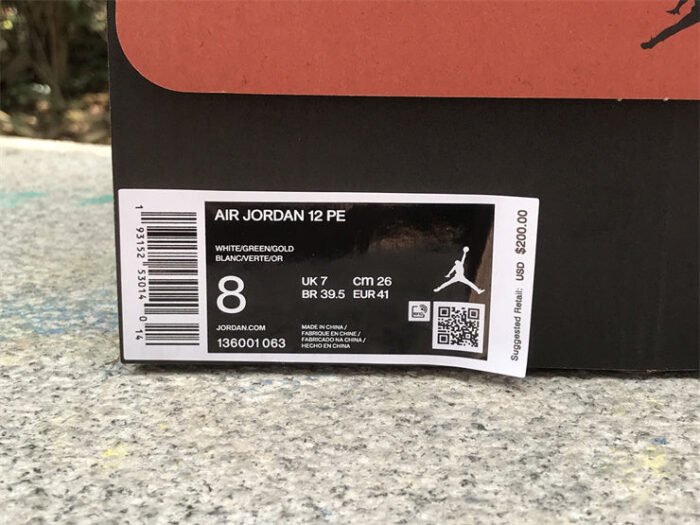 AIR JORDAN 12 PE
WHITE/GREEN/GOLD
BLANC/VERTE/OR
8
UK 7 cm 26
BR 39.5 EUR 41
JORDAN.COM
136001 063
MADE IN CHINA /
FABRIQUE EN CHINE /
FABRICADO NA CHINA /
HECHO EN CHINA
1 93152 53014 0 14
Suggested Retail: USD $200.00